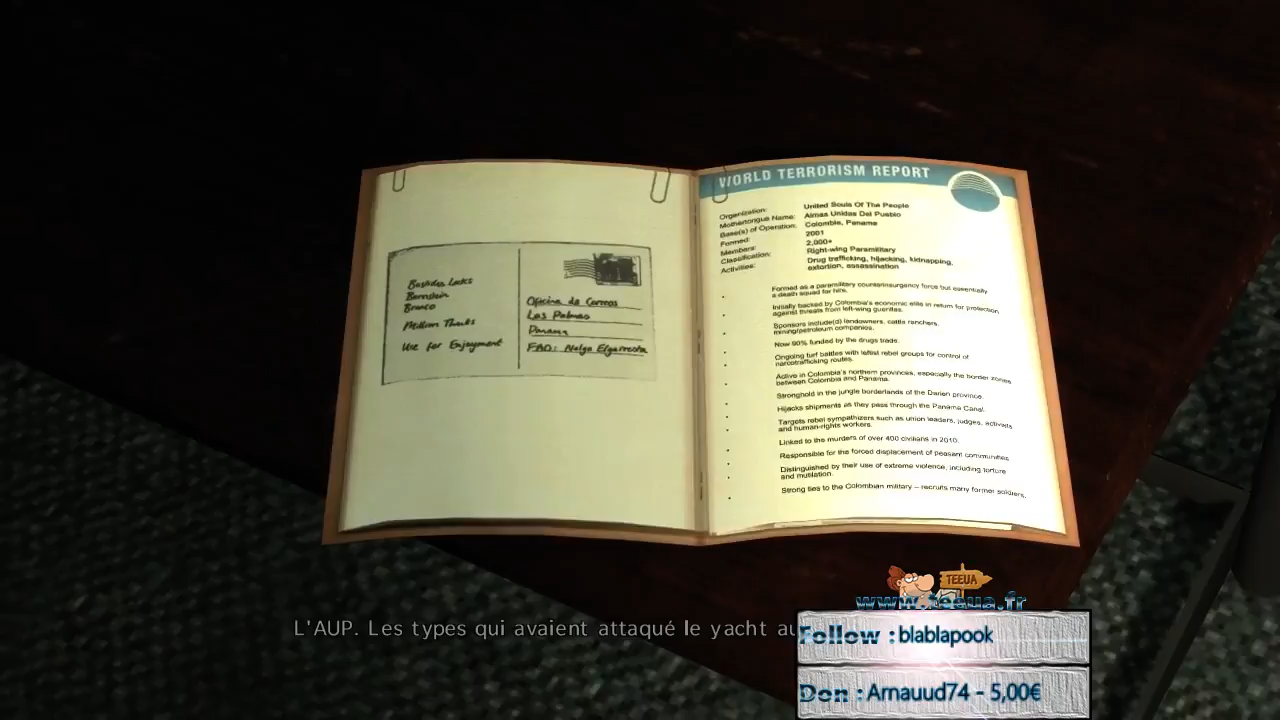 Besides Lacks
Bernstein
Branco
Million Thanks
Use for Enjoyment
Oficina de Correos
Las Palmas
Panama
FAO: Nelga Elgarresta
WORLD TERRORISM REPORT
Organization: United Souls Of The People
Mothertongue Name: Almas Unidas Del Pueblo
Base(s) of Operation: Colombia, Panama
Formed: 2001
Members: 2,000+
Classification: Right-wing Paramilitary
Activities: Drug trafficking, hijacking, kidnapping,
extortion, assassination
Formed as a paramilitary counterinsurgency force but essentially
a death squad for hire.
Initially backed by Colombia's economic elite in return for protection
against threats from left-wing guerillas.
Sponsors include(d) landowners, cattle ranchers,
mining/petroleum companies.
Now 90% funded by the drugs trade.
Ongoing turf battles with leftist rebel groups for control of
narcotrafficking routes.
Active in Colombia's northern provinces, especially the border zones
between Colombia and Panama.
Stronghold in the jungle borderlands of the Darien province.
Hijacks shipments as they pass through the Panama Canal.
Targets rebel sympathizers such as union leaders, judges, activists
and human-rights workers.
Linked to the murders of over 400 civilians in 2010.
Responsible for the forced displacement of peasant communities
Distinguished by their use of extreme violence, including torture
and mutilation.
Strong ties to the Colombian military – recruits many former soldiers.
TEEUA
www.teeua.fr
L'AUP. Les types qui avaient attaqué le yacht au
Follow : blablapook
Don : Arnauud74 - 5,00€